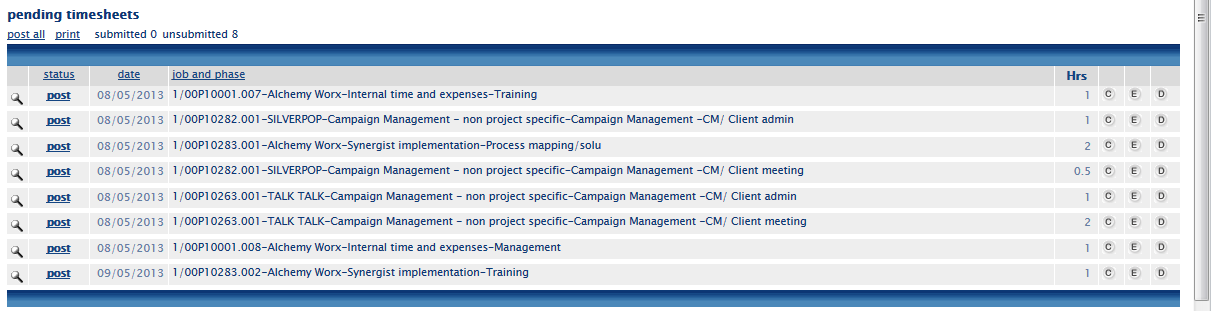 pending timesheets
post all print submitted 0 unsubmitted 8
status date job and phase Hrs
post 08/05/2013 1/00P10001.007-Alchemy Worx-Internal time and expenses-Training 1 C E D
post 08/05/2013 1/00P10282.001-SILVERPOP-Campaign Management - non project specific-Campaign Management -CM/ Client admin 1 C E D
post 08/05/2013 1/00P10283.001-Alchemy Worx-Synergist implementation-Process mapping/solu 2 C E D
post 08/05/2013 1/00P10282.001-SILVERPOP-Campaign Management - non project specific-Campaign Management -CM/ Client meeting 0.5 C E D
post 08/05/2013 1/00P10263.001-TALK TALK-Campaign Management - non project specific-Campaign Management -CM/ Client admin 1 C E D
post 08/05/2013 1/00P10263.001-TALK TALK-Campaign Management - non project specific-Campaign Management -CM/ Client meeting 2 C E D
post 08/05/2013 1/00P10001.008-Alchemy Worx-Internal time and expenses-Management 1 C E D
post 09/05/2013 1/00P10283.002-Alchemy Worx-Synergist implementation-Training 1 C E D